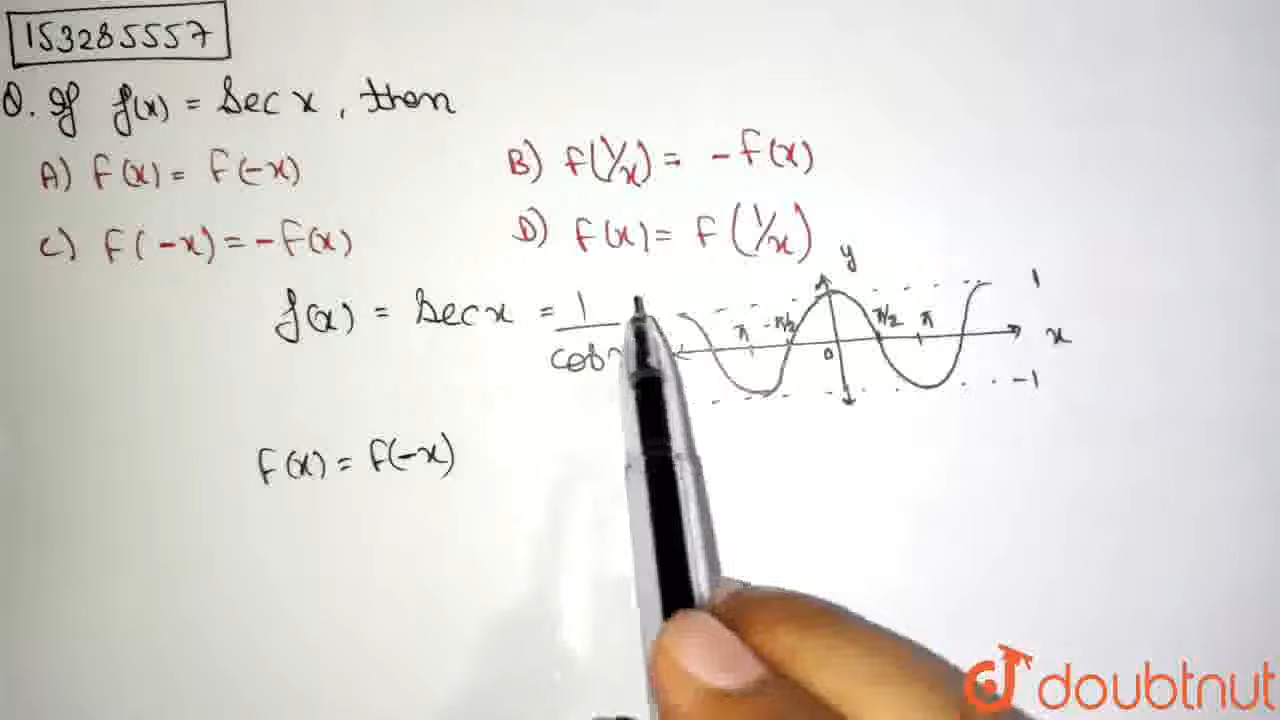 153285557
Q. If f(x) = Sec x, then
A) f(x) = f(-x) B) f(1/x) = -f(x)
C) f(-x) = -f(x) D) f(x) = f(1/x)
f(x) = Sec x = 1/cos
y
1
π -π/2 0 π/2 π x
-1
f(x) = f(-x)
doubtnut